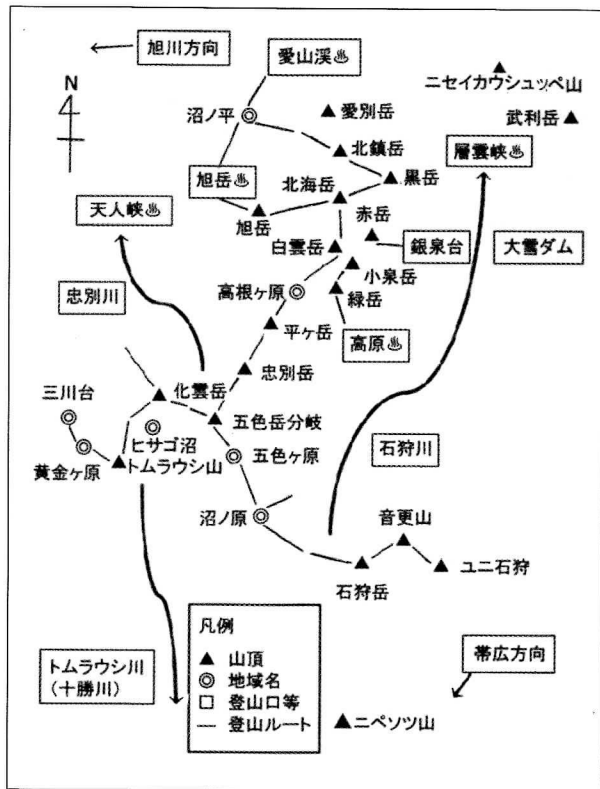 旭川方向
愛山渓♨
N
ニセイカウシュッペ山
沼ノ平
愛別岳
武利岳
北鎮岳
層雲峡♨
旭岳♨
北海岳
黒岳
天人峡♨
旭岳
赤岳
白雲岳
銀泉台
大雪ダム
小泉岳
忠別川
高根ヶ原
緑岳
平ヶ岳
高原♨
忠別岳
三川台
化雲岳
五色岳分岐
ヒサゴ沼
石狩川
黄金ヶ原
トムラウシ山
五色ヶ原
沼ノ原
音更山
石狩岳
ユニ石狩
凡例
▲ 山頂
◎ 地域名
□ 登山口等
― 登山ルート
トムラウシ川
(十勝川)
帯広方向
ニペソツ山